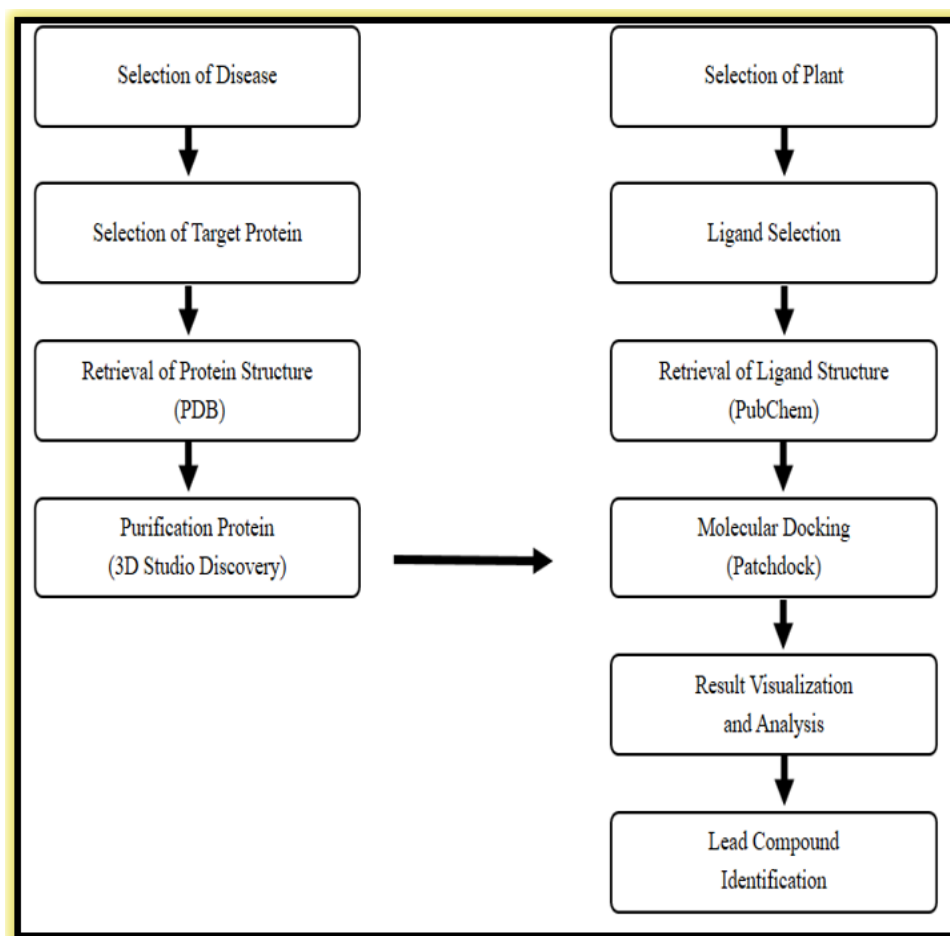 Selection of Disease
Selection of Target Protein
Retrieval of Protein Structure
(PDB)
Purification Protein
(3D Studio Discovery)
Selection of Plant
Ligand Selection
Retrieval of Ligand Structure
(PubChem)
Molecular Docking
(Patchdock)
Result Visualization
and Analysis
Lead Compound
Identification